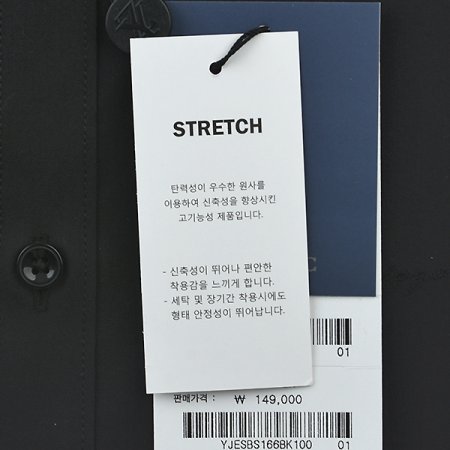 STRETCH
탄력성이 우수한 원사를
이용하여 신축성을 향상시킨
고기능성 제품입니다.
- 신축성이 뛰어나 편안한
착용감을 느끼게 합니다.
- 세탁 및 장기간 착용시에도
형태 안정성이 뛰어납니다.
01
판매가격 : ₩ 149,000
YJESBS166BK100 01